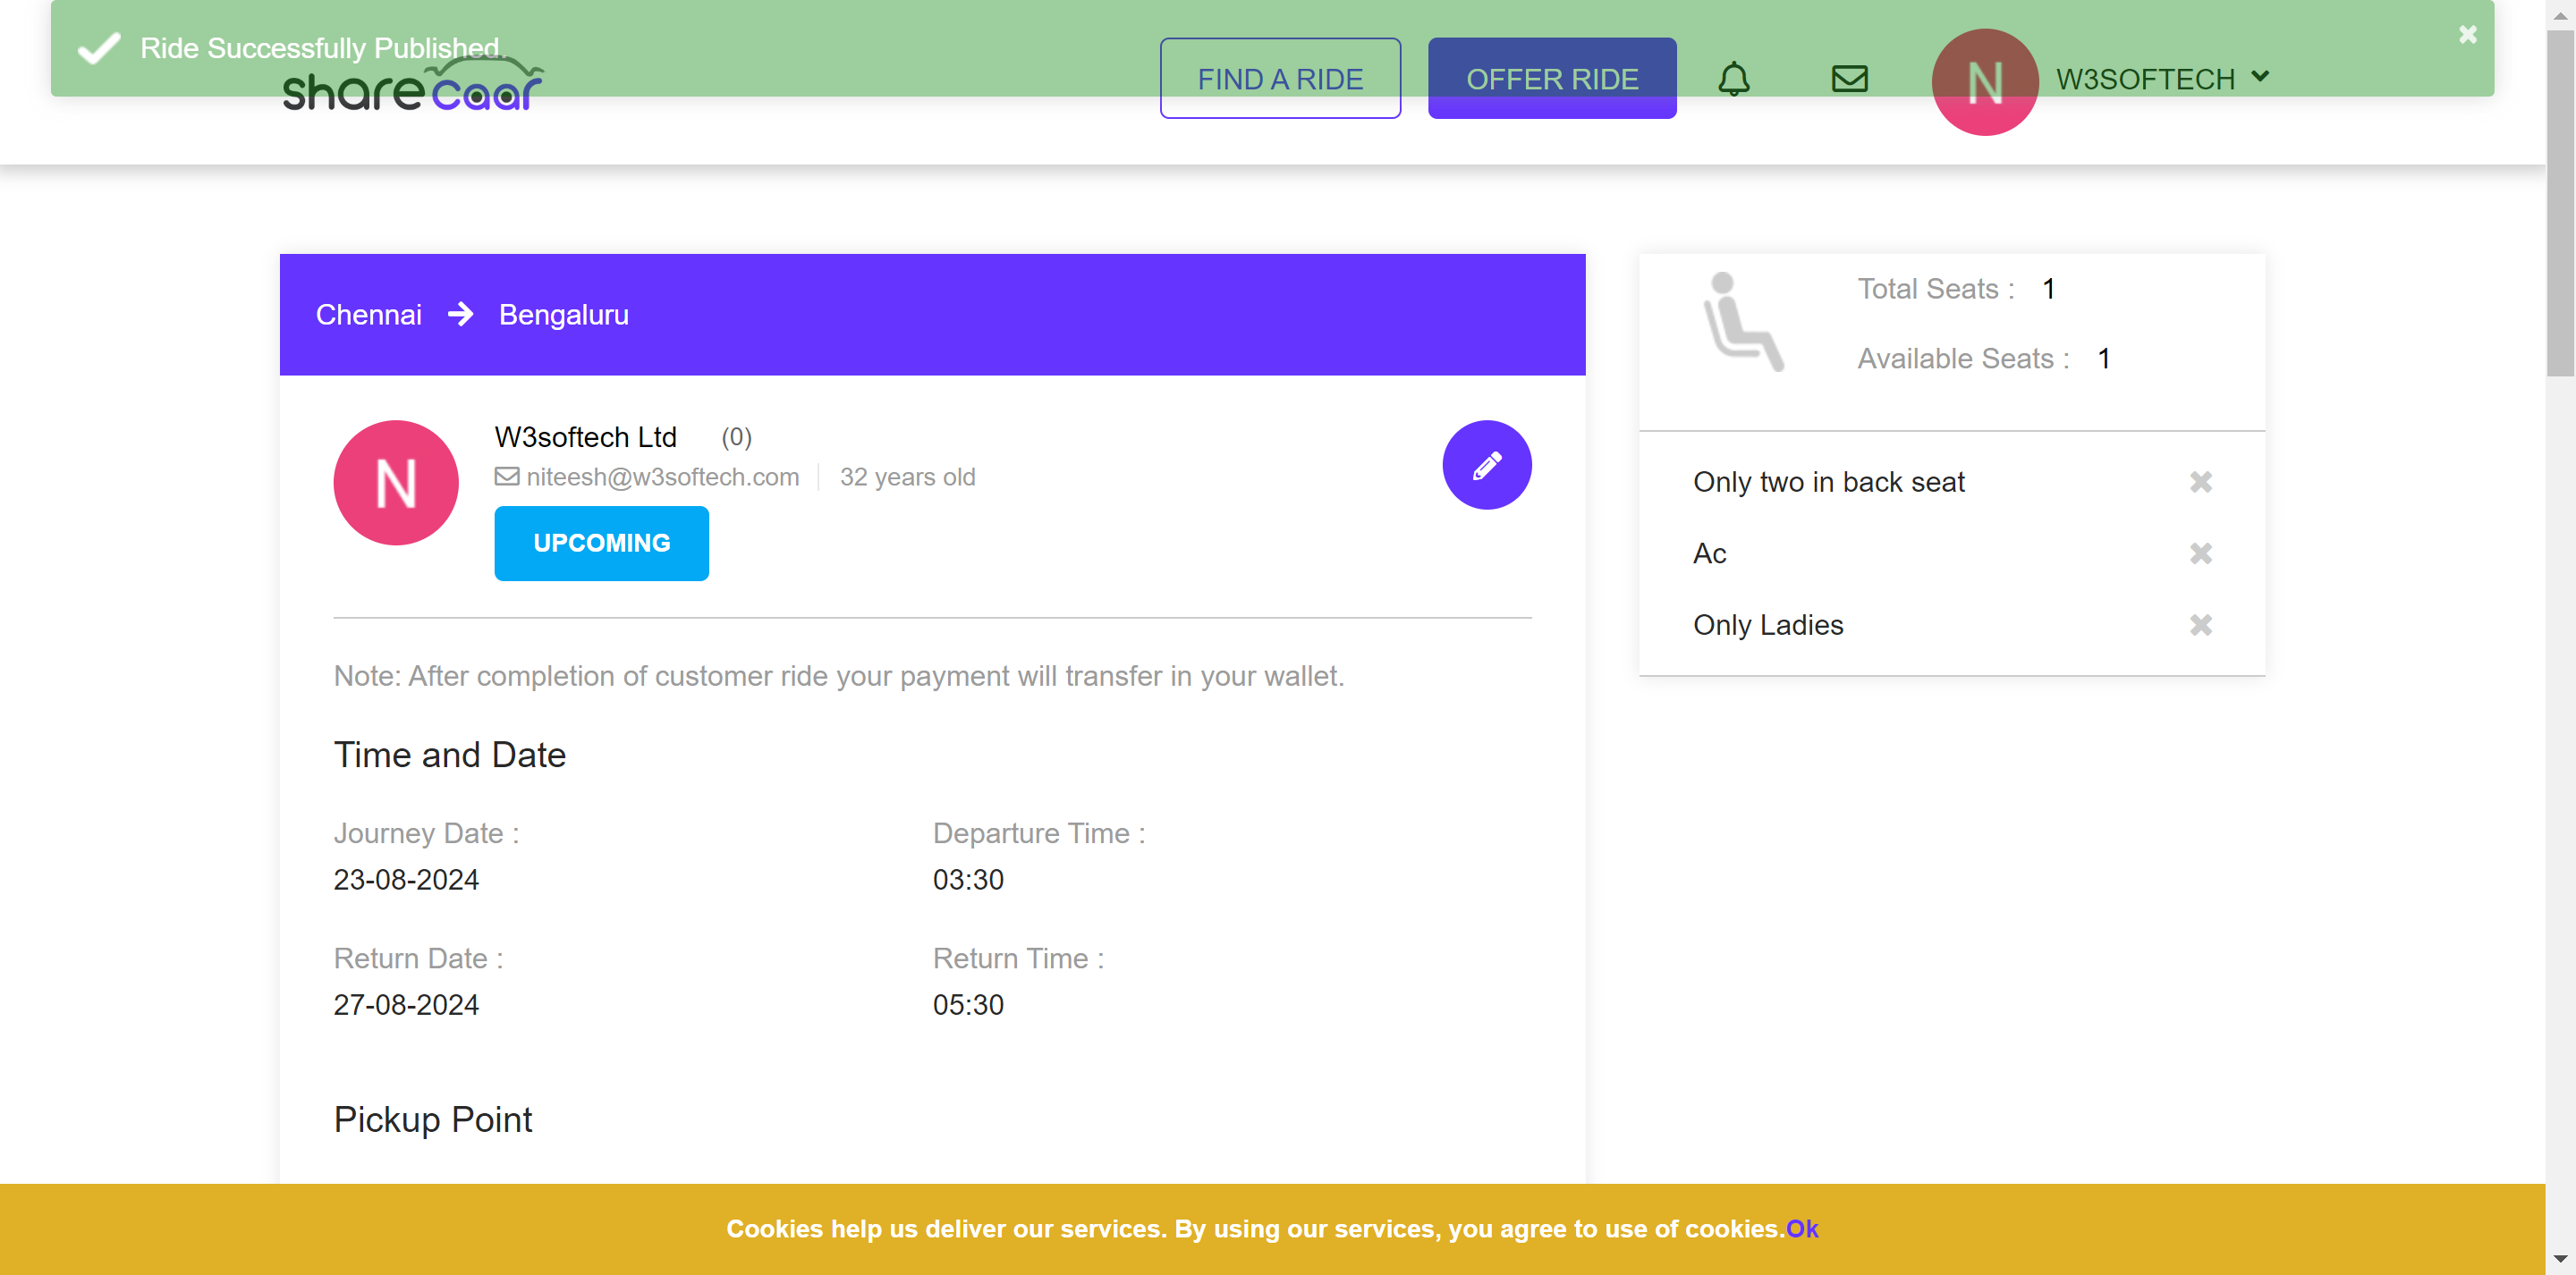 Ride Successfully Published.
sharecaar
FIND A RIDE
OFFER RIDE
N
W3SOFTECH
Chennai
Bengaluru
N
W3softech Ltd (0)
niteesh@w3softech.com
32 years old
UPCOMING
Note: After completion of customer ride your payment will transfer in your wallet.
Time and Date
Journey Date :
23-08-2024
Departure Time :
03:30
Return Date :
27-08-2024
Return Time :
05:30
Pickup Point
Total Seats : 1
Available Seats : 1
Only two in back seat
Ac
Only Ladies
Cookies help us deliver our services. By using our services, you agree to use of cookies.Ok